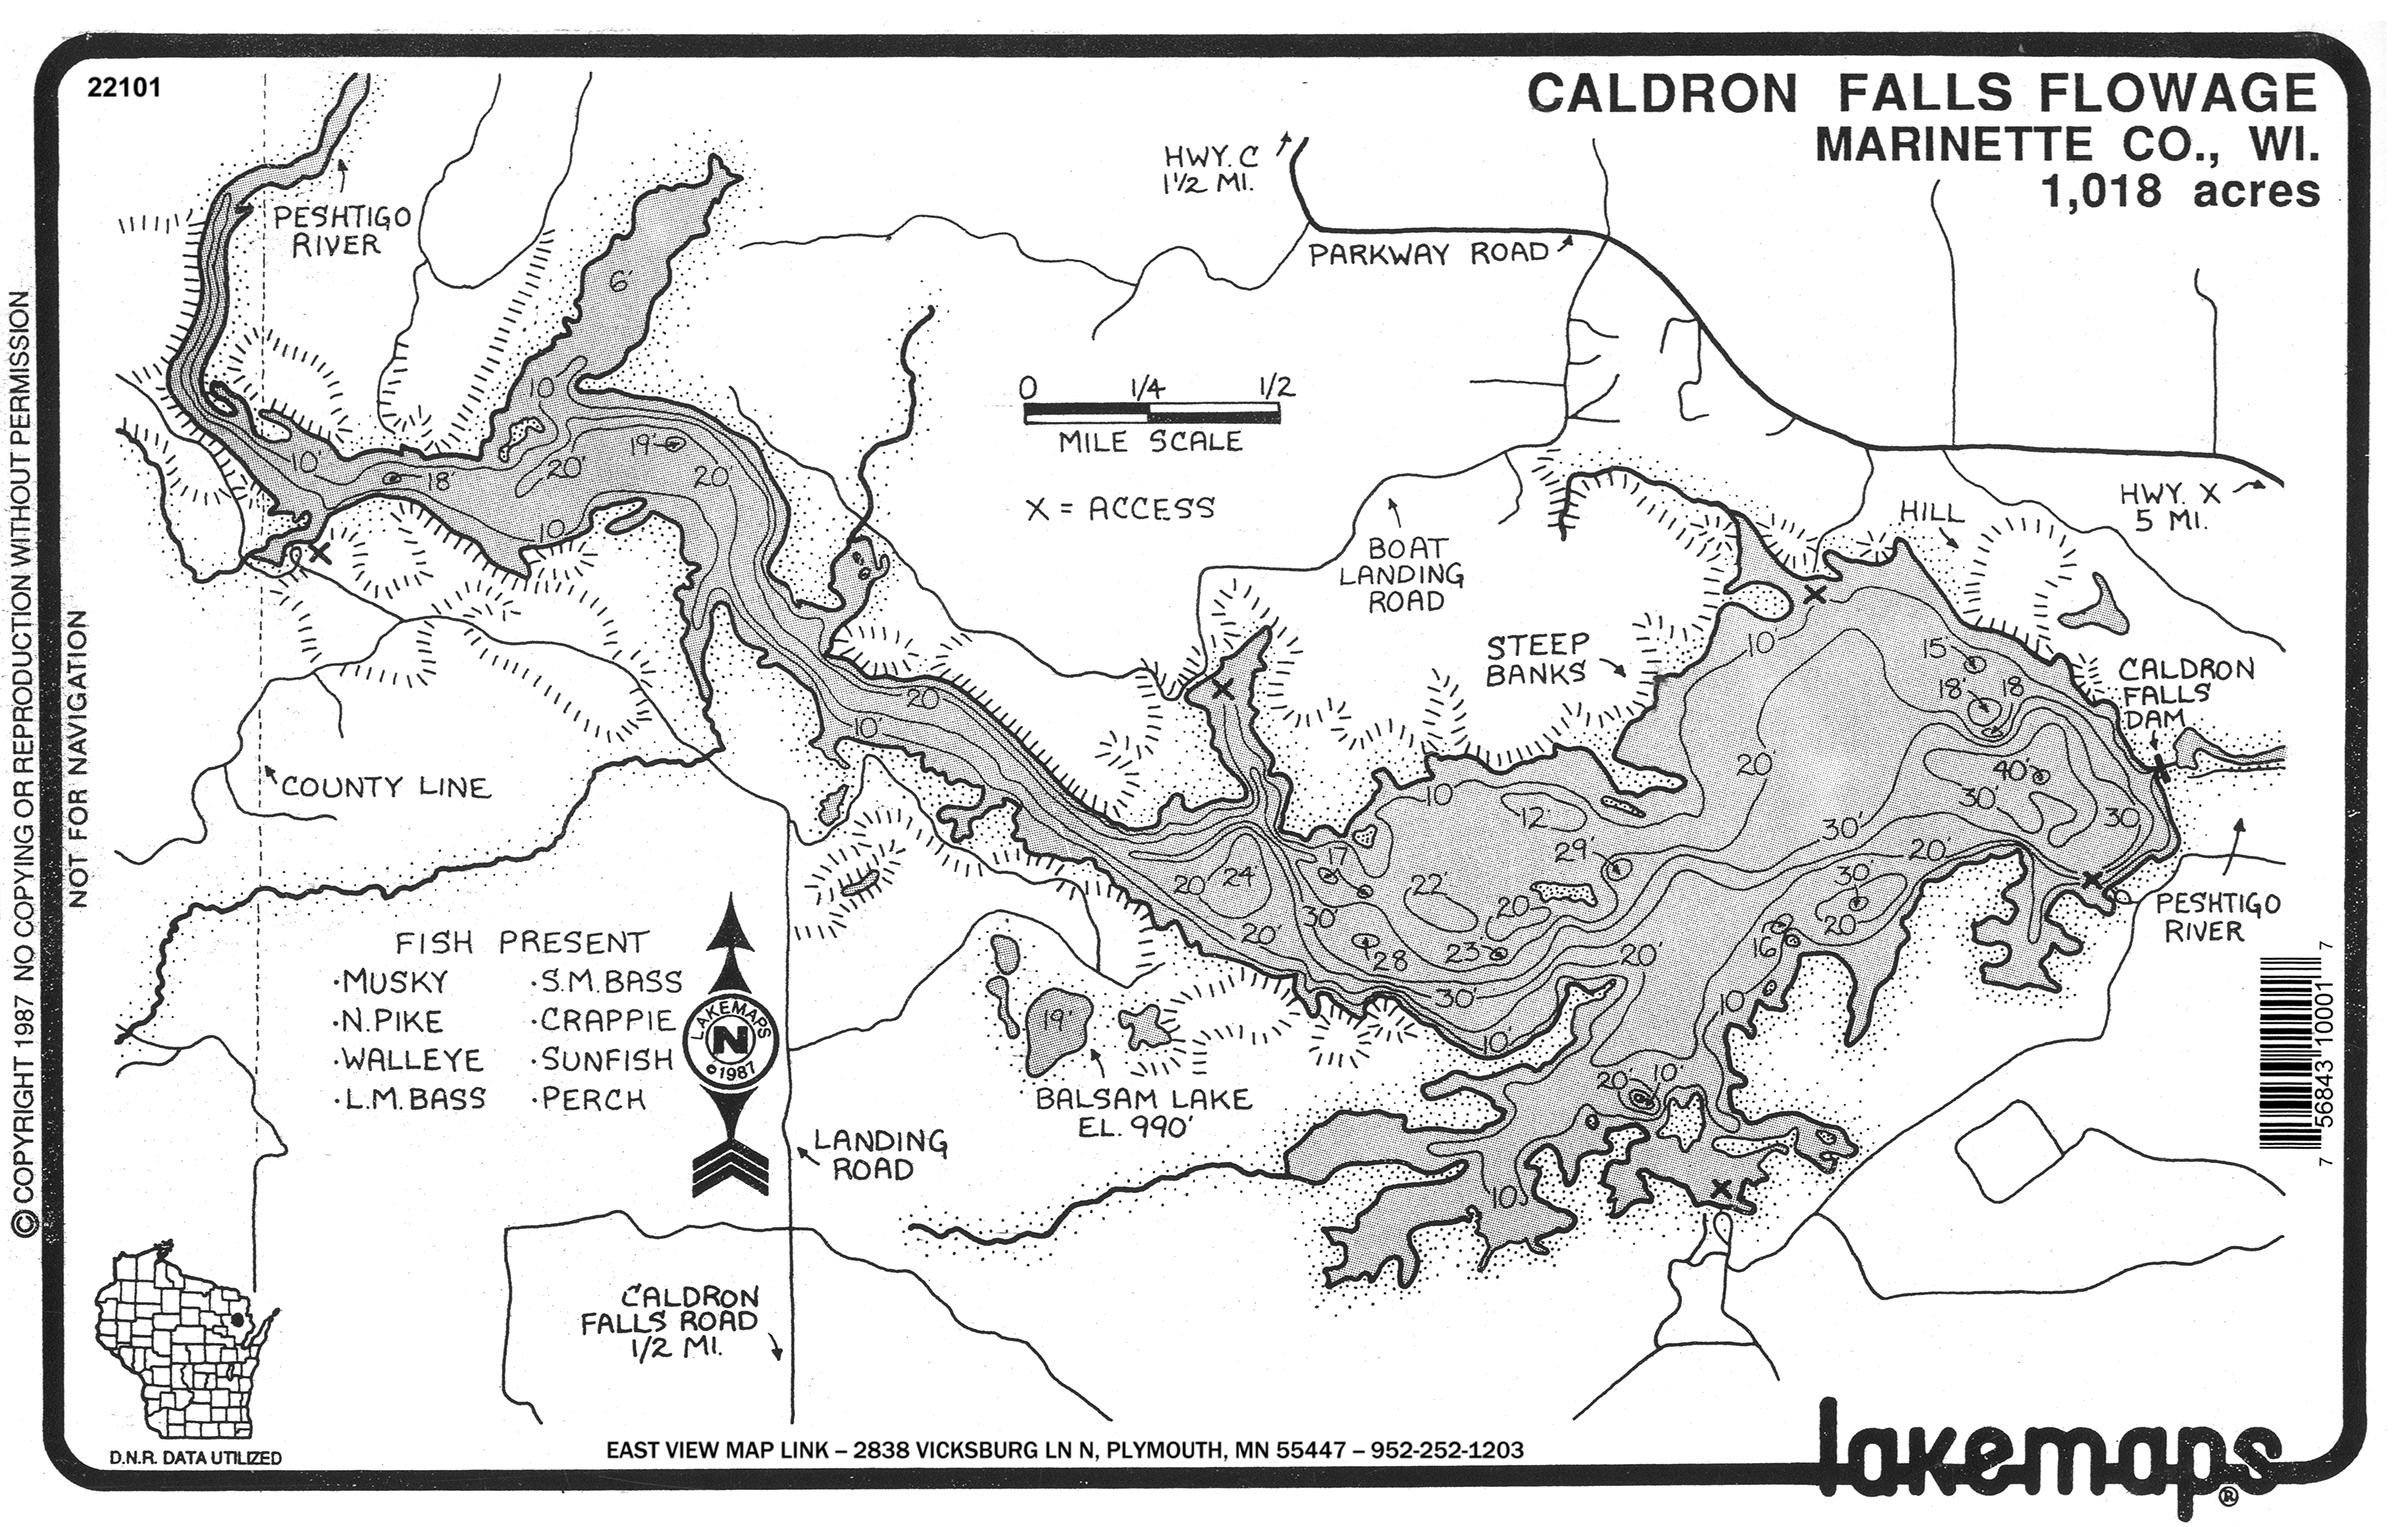 22101
CALDRON FALLS FLOWAGE
MARINETTE CO., WI.
1,018 acres
HWY. C
1 1/2 MI.
PARKWAY ROAD
PESHTIGO
RIVER
6'
0 1/4 1/2
MILE SCALE
X = ACCESS
10'
19'
20'
20'
10'
18'
10
HWY. X
5 MI.
HILL
BOAT
LANDING
ROAD
STEEP
BANKS
CALDRON
FALLS
DAM
10'
15'
18'
18'
20'
10'
20'
40'
30'
30'
COUNTY LINE
10'
12'
30'
29'
20'
17'
20'
24'
22'
20
30'
30'
20'
16'
20'
23'
28
20'
30'
10'
10'
20'
10'
10'
PESHTIGO
RIVER
FISH PRESENT
·MUSKY ·S.M. BASS
·N. PIKE ·CRAPPIE
·WALLEYE ·SUNFISH
·L.M. BASS ·PERCH
LAKEMAPS
N
©1987
19'
BALSAM LAKE
EL. 990'
LANDING
ROAD
CALDRON
FALLS ROAD
1/2 MI.
D.N.R. DATA UTILIZED
EAST VIEW MAP LINK – 2838 VICKSBURG LN N, PLYMOUTH, MN 55447 – 952-252-1203
lakemaps®
© COPYRIGHT 1987 NO COPYING OR REPRODUCTION WITHOUT PERMISSION
NOT FOR NAVIGATION
7 56843 10001 7